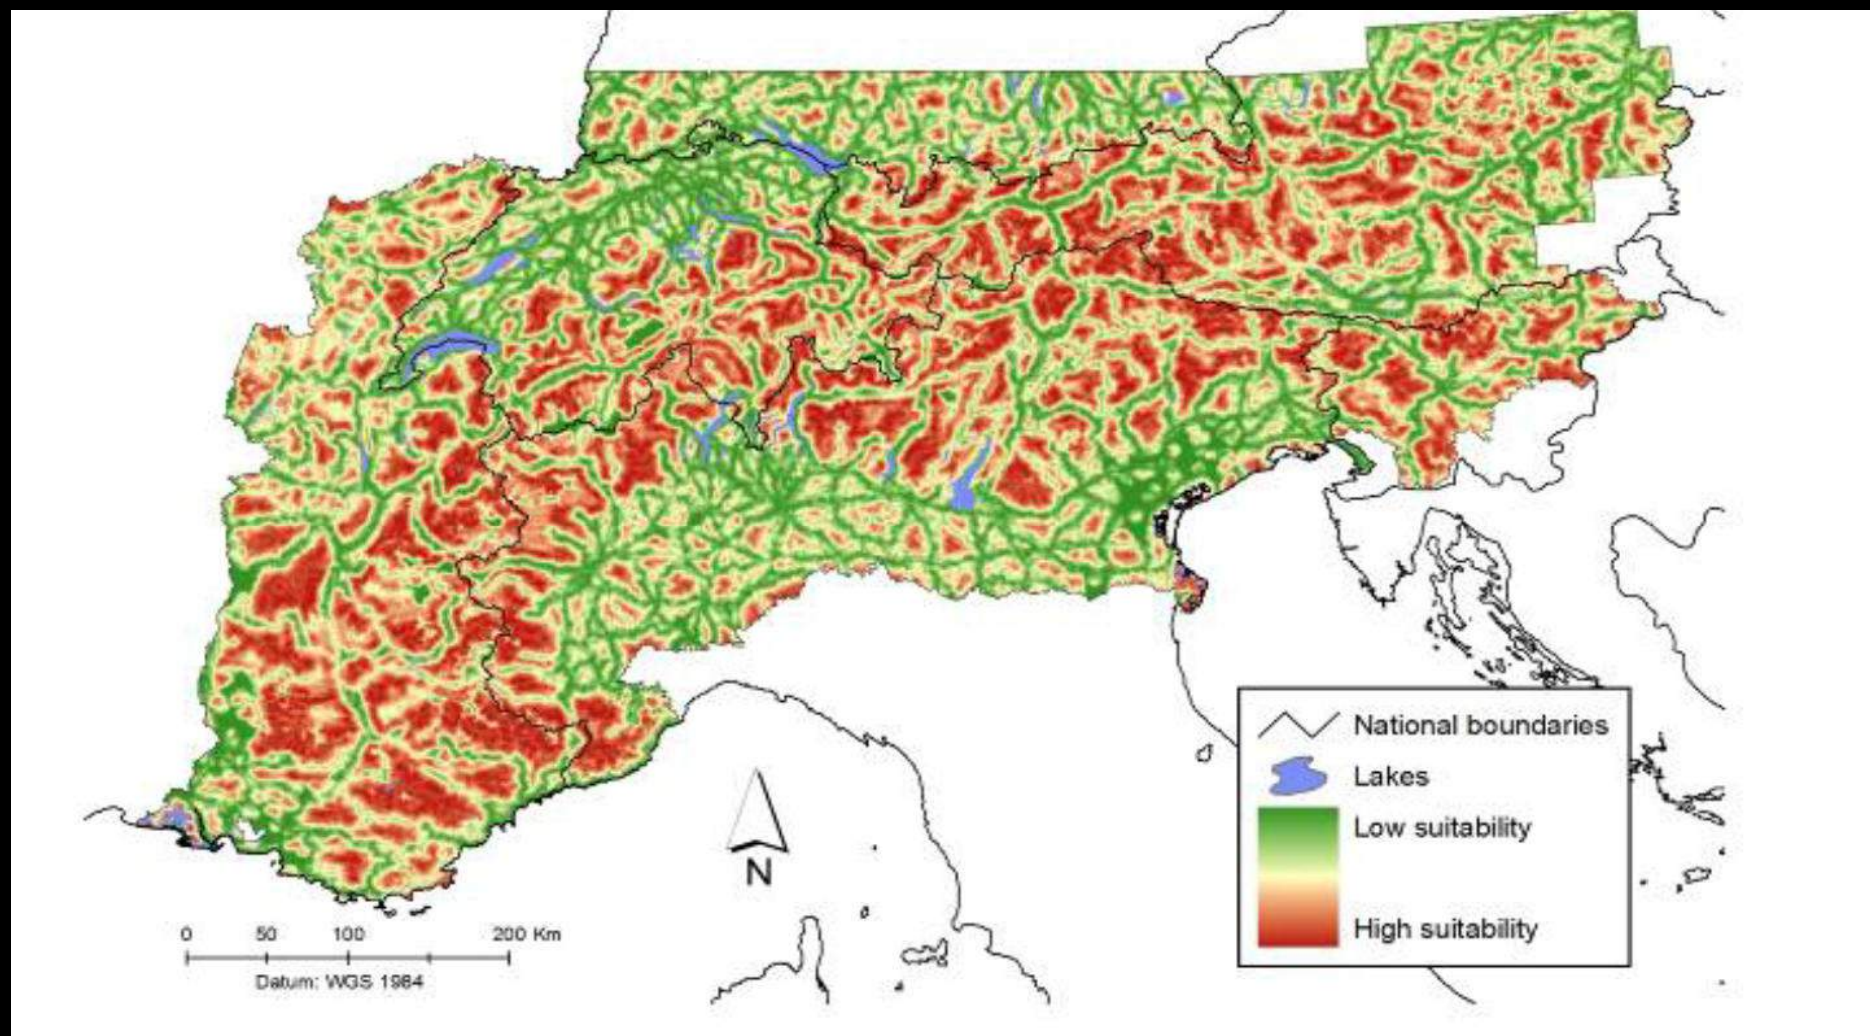 National boundaries
Lakes
Low suitability
High suitability
N
0 50 100 200 Km
Datum: WGS 1984